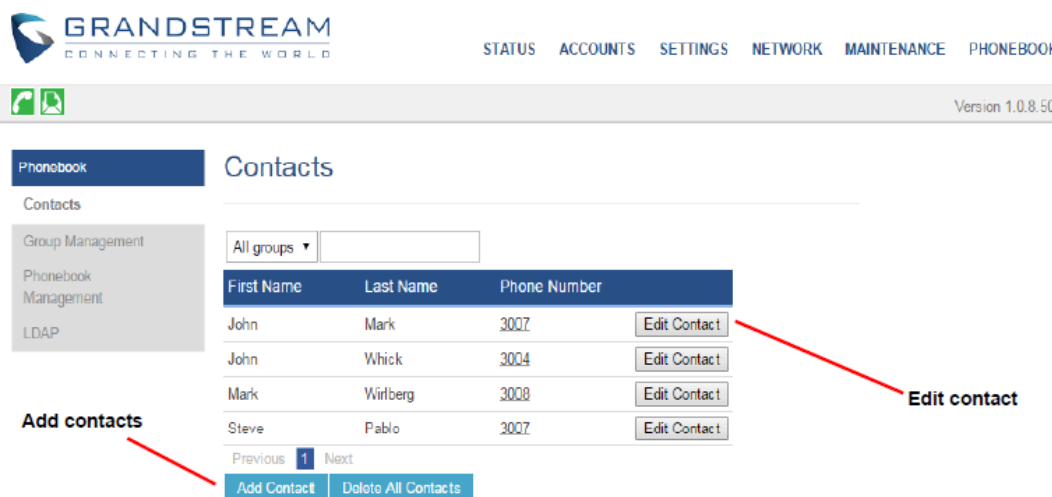 GRANDSTREAM
CONNECTING THE WORLD
STATUS ACCOUNTS SETTINGS NETWORK MAINTENANCE PHONEBOOK
Version 1.0.8.50
Phonebook
Contacts
Group Management
Phonebook
Management
LDAP
Contacts
All groups
First Name Last Name Phone Number
John Mark 3007 Edit Contact
John Whick 3004 Edit Contact
Mark Wirlberg 3008 Edit Contact
Steve Pablo 3007 Edit Contact
Previous 1 Next
Add Contact Delete All Contacts
Add contacts
Edit contact